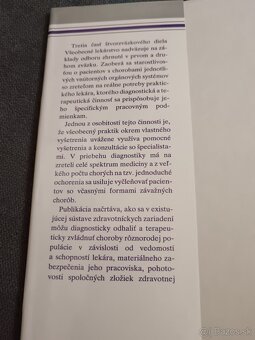 Tretia časť štvorzväzkového diela
Všeobecné lekárstvo nadväzuje na zá-
klady odboru zhrnuté v prvom a dru-
hom zväzku. Zaoberá sa starostlivos-
ťou o pacientov s chorobami jednotli-
vých vnútorných orgánových systémov
so zreteľom na reálne potreby praktic-
kého lekára, ktorého diagnostická a te-
rapeutická činnosť sa prispôsobuje je-
ho špecifickým pracovným pod-
mienkam.
Jednou z osobitostí tejto činnosti je,
že všeobecný praktik okrem vlastného
vyšetrenia uvážene využíva pomocné
vyšetrenia a konzultácie so špecialista-
mi. V priebehu diagnostiky má na
zreteli celé spektrum medicíny a z veľ-
kého počtu chorých na tzv. jednoduché
ochorenia sa usiluje vyčleňovať pacien-
tov so včasnými formami závažných
chorôb.
Publikácia načrtáva, ako sa v existu-
júcej sústave zdravotníckych zariadení
môžu diagnosticky odhaliť a terapeu-
ticky zvládnuť choroby rôznorodej po-
pulácie v závislosti od vedomostí
a schopností lekára, materiálneho za-
bezpečenia jeho pracoviska, pohoto-
vosti spoločných zložiek zdravotnej
bazar.sk